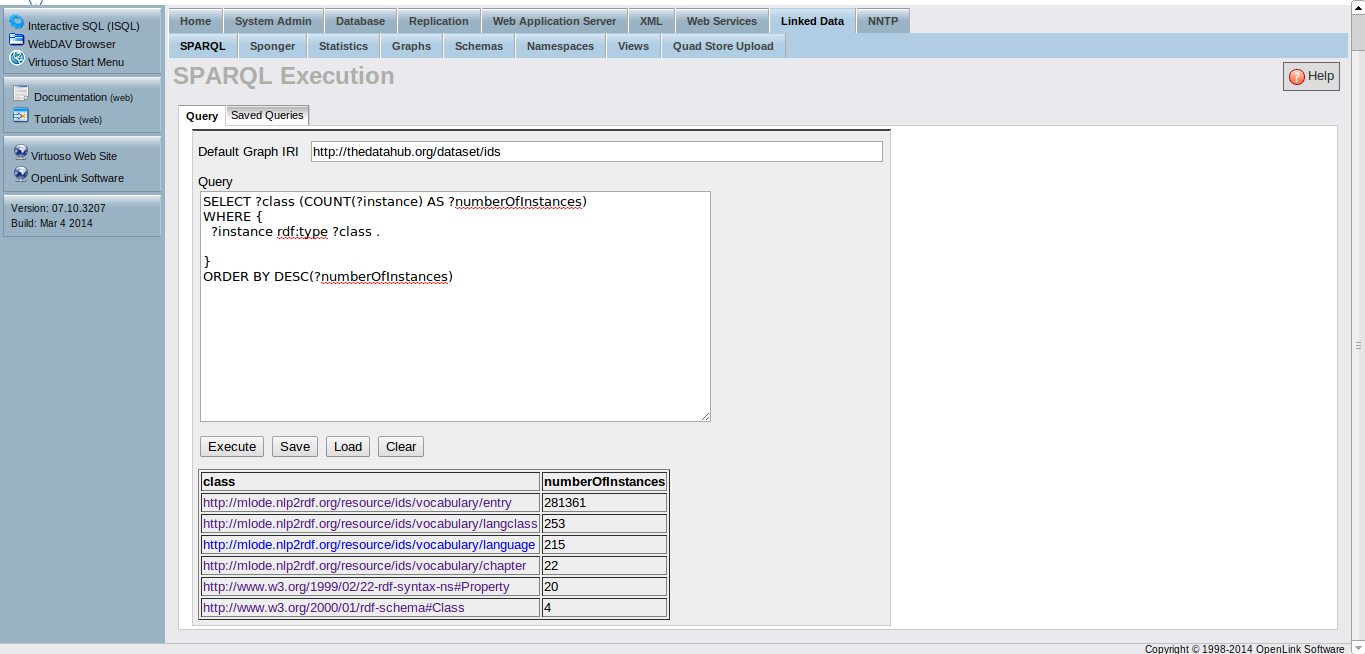 Interactive SQL (ISQL)
WebDAV Browser
Virtuoso Start Menu
Documentation (web)
Tutorials (web)
Virtuoso Web Site
OpenLink Software
Version: 07.10.3207
Build: Mar 4 2014
Home System Admin Database Replication Web Application Server XML Web Services Linked Data NNTP
SPARQL Sponger Statistics Graphs Schemas Namespaces Views Quad Store Upload
SPARQL Execution
? Help
Query Saved Queries
Default Graph IRI http://thedatahub.org/dataset/ids
Query
SELECT ?class (COUNT(?instance) AS ?numberOfInstances)
WHERE {
?instance rdf:type ?class .
}
ORDER BY DESC(?numberOfInstances)
Execute Save Load Clear
class numberOfInstances
http://mlode.nlp2rdf.org/resource/ids/vocabulary/entry 281361
http://mlode.nlp2rdf.org/resource/ids/vocabulary/langclass 253
http://mlode.nlp2rdf.org/resource/ids/vocabulary/language 215
http://mlode.nlp2rdf.org/resource/ids/vocabulary/chapter 22
http://www.w3.org/1999/02/22-rdf-syntax-ns#Property 20
http://www.w3.org/2000/01/rdf-schema#Class 4
Copyright © 1998-2014 OpenLink Software